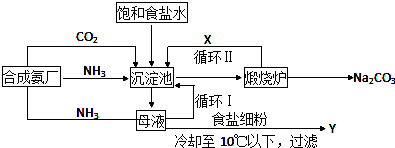 饱和食盐水
CO2
X
循环Ⅱ
合成氨厂
NH3
沉淀池
煅烧炉
Na2CO3
循环Ⅰ
NH3
母液
食盐细粉
Y
冷却至 10℃以下，过滤